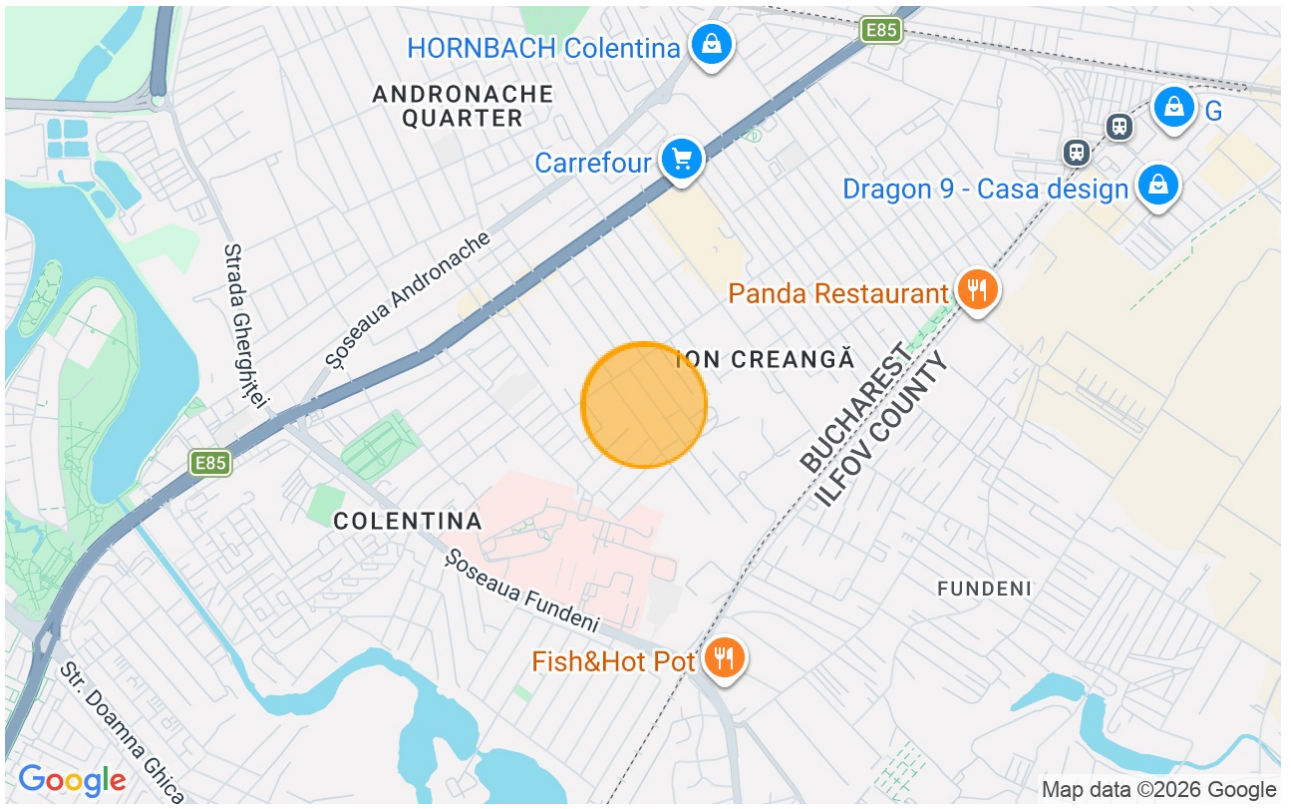 E85
HORNBACH Colentina
ANDRONACHE
QUARTER
G
Carrefour
Dragon 9 - Casa design
Strada Gherghiței
Șoseaua Andronache
Panda Restaurant
ION CREANGĂ
BUCHAREST
ILFOV COUNTY
E85
COLENTINA
Șoseaua Fundeni
FUNDENI
Fish&Hot Pot
Str. Doamna Ghica
Google
Map data ©2026 Google